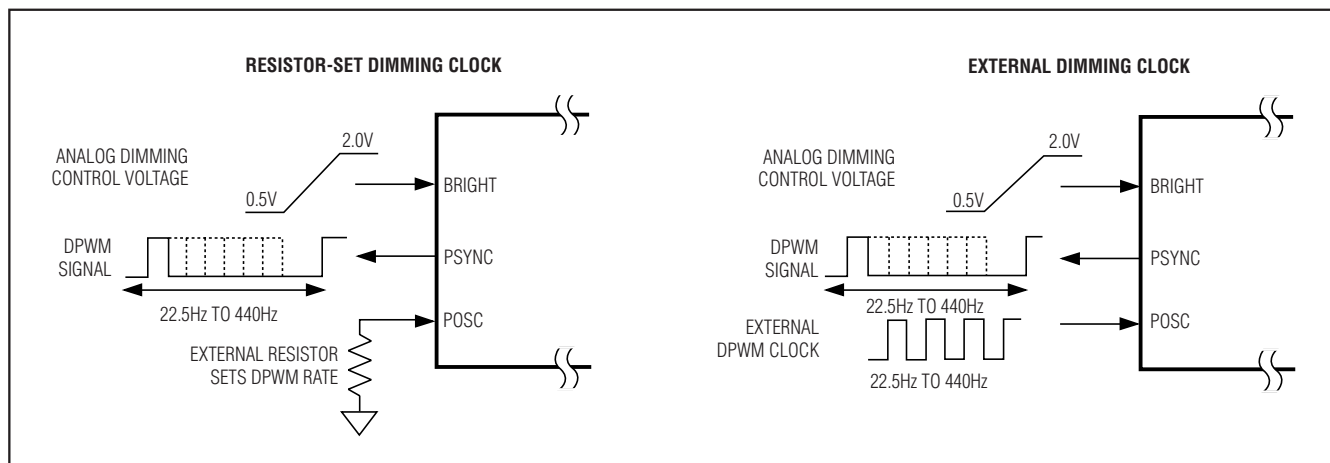 RESISTOR-SET DIMMING CLOCK
ANALOG DIMMING
CONTROL VOLTAGE
2.0V
0.5V
BRIGHT
DPWM
SIGNAL
PSYNC
22.5Hz TO 440Hz
POSC
EXTERNAL RESISTOR
SETS DPWM RATE
EXTERNAL DIMMING CLOCK
ANALOG DIMMING
CONTROL VOLTAGE
2.0V
0.5V
BRIGHT
DPWM
SIGNAL
PSYNC
22.5Hz TO 440Hz
EXTERNAL
DPWM CLOCK
POSC
22.5Hz TO 440Hz